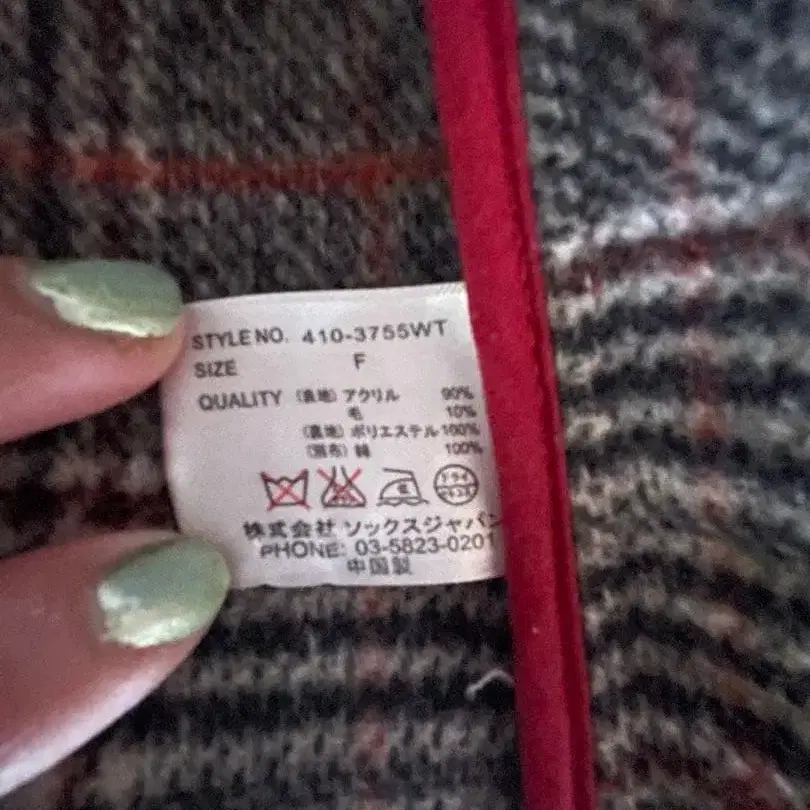 STYLE NO. 410-3755WT
SIZE F
QUALITY (表地) アクリル 90%
毛 10%
(裏地) ポリエステル 100%
(別布) 綿 100%
株式会社 ソックスジャパン
PHONE: 03-5823-0201
中国製